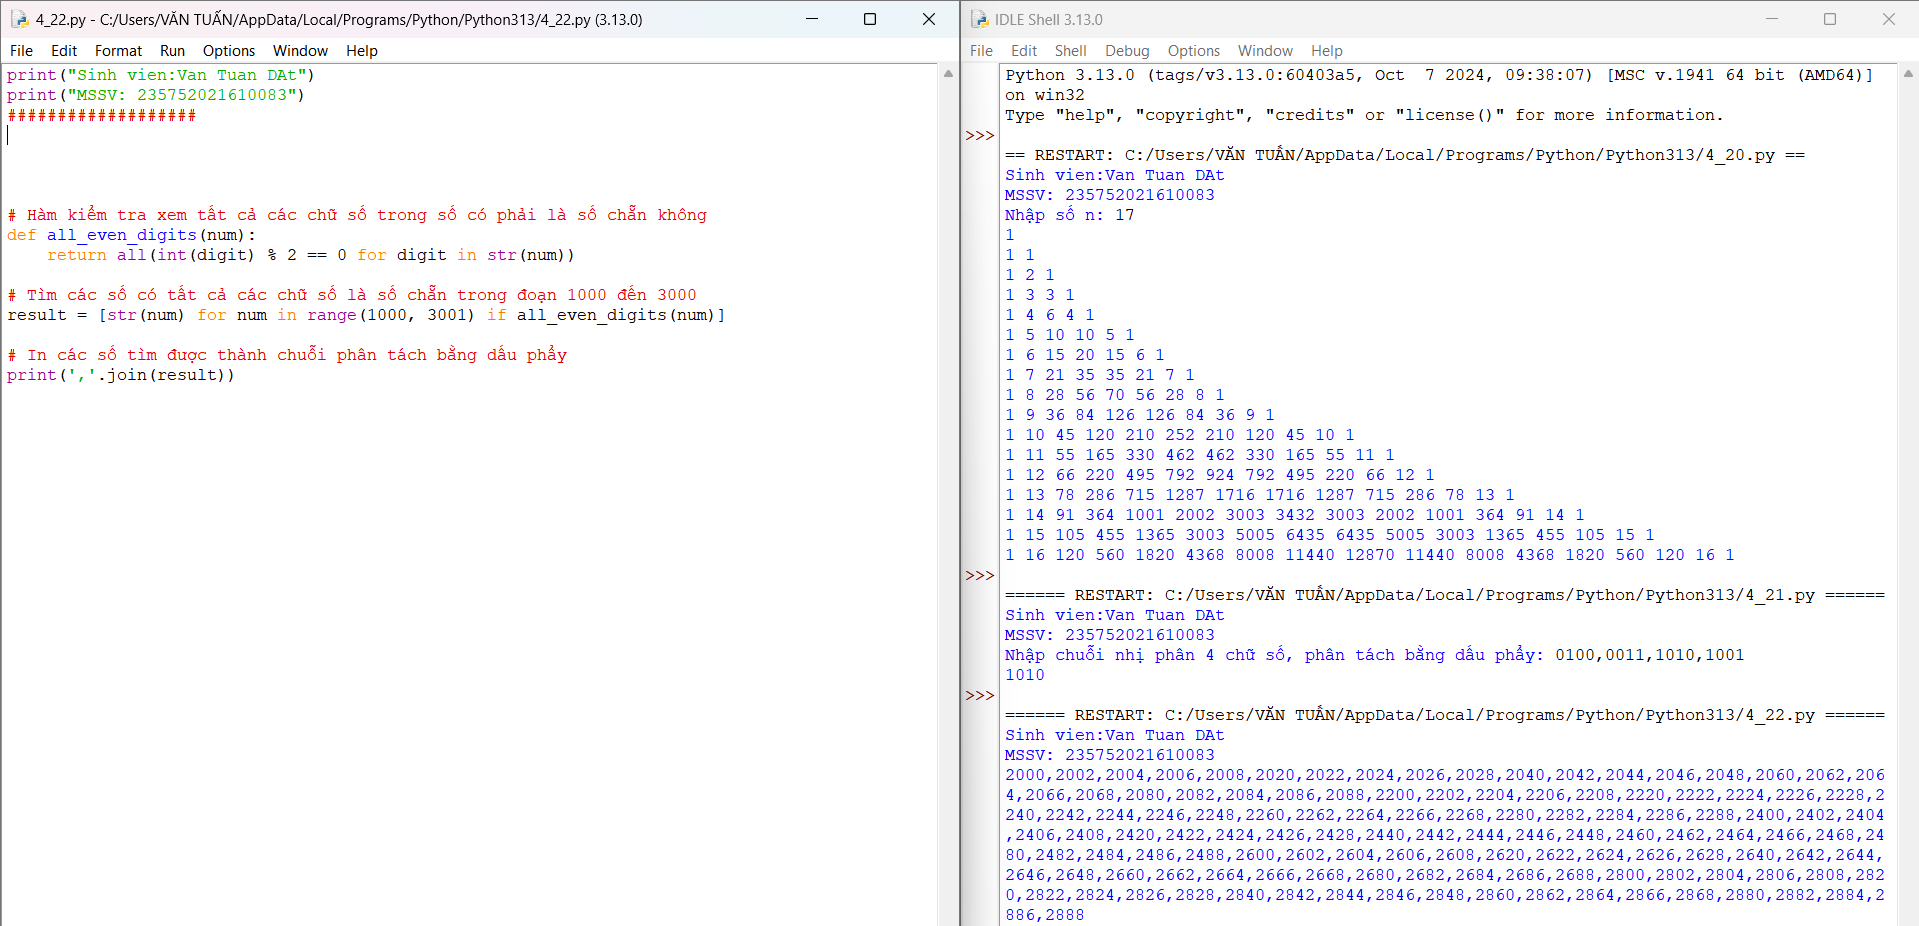 4_22.py - C:/Users/VĂN TUẤN/AppData/Local/Programs/Python/Python313/4_22.py (3.13.0)
File Edit Format Run Options Window Help
print("Sinh vien:Van Tuan DAt")
print("MSSV: 235752021610083")
###################
# Hàm kiểm tra xem tất cả các chữ số trong số có phải là số chẵn không
def all_even_digits(num):
    return all(int(digit) % 2 == 0 for digit in str(num))
# Tìm các số có tất cả các chữ số là số chẵn trong đoạn 1000 đến 3000
result = [str(num) for num in range(1000, 3001) if all_even_digits(num)]
# In các số tìm được thành chuỗi phân tách bằng dấu phẩy
print(','.join(result))
IDLE Shell 3.13.0
File Edit Shell Debug Options Window Help
Python 3.13.0 (tags/v3.13.0:60403a5, Oct  7 2024, 09:38:07) [MSC v.1941 64 bit (AMD64)]
on win32
Type "help", "copyright", "credits" or "license()" for more information.
>>>
== RESTART: C:/Users/VĂN TUẤN/AppData/Local/Programs/Python/Python313/4_20.py ==
Sinh vien:Van Tuan DAt
MSSV: 235752021610083
Nhập số n: 17
1
1 1
1 2 1
1 3 3 1
1 4 6 4 1
1 5 10 10 5 1
1 6 15 20 15 6 1
1 7 21 35 35 21 7 1
1 8 28 56 70 56 28 8 1
1 9 36 84 126 126 84 36 9 1
1 10 45 120 210 252 210 120 45 10 1
1 11 55 165 330 462 462 330 165 55 11 1
1 12 66 220 495 792 924 792 495 220 66 12 1
1 13 78 286 715 1287 1716 1716 1287 715 286 78 13 1
1 14 91 364 1001 2002 3003 3432 3003 2002 1001 364 91 14 1
1 15 105 455 1365 3003 5005 6435 6435 5005 3003 1365 455 105 15 1
1 16 120 560 1820 4368 8008 11440 12870 11440 8008 4368 1820 560 120 16 1
>>>
====== RESTART: C:/Users/VĂN TUẤN/AppData/Local/Programs/Python/Python313/4_21.py ======
Sinh vien:Van Tuan DAt
MSSV: 235752021610083
Nhập chuỗi nhị phân 4 chữ số, phân tách bằng dấu phẩy: 0100,0011,1010,1001
1010
>>>
====== RESTART: C:/Users/VĂN TUẤN/AppData/Local/Programs/Python/Python313/4_22.py ======
Sinh vien:Van Tuan DAt
MSSV: 235752021610083
2000,2002,2004,2006,2008,2020,2022,2024,2026,2028,2040,2042,2044,2046,2048,2060,2062,206
4,2066,2068,2080,2082,2084,2086,2088,2200,2202,2204,2206,2208,2220,2222,2224,2226,2228,2
240,2242,2244,2246,2248,2260,2262,2264,2266,2268,2280,2282,2284,2286,2288,2400,2402,2404
,2406,2408,2420,2422,2424,2426,2428,2440,2442,2444,2446,2448,2460,2462,2464,2466,2468,24
80,2482,2484,2486,2488,2600,2602,2604,2606,2608,2620,2622,2624,2626,2628,2640,2642,2644,
2646,2648,2660,2662,2664,2666,2668,2680,2682,2684,2686,2688,2800,2802,2804,2806,2808,282
0,2822,2824,2826,2828,2840,2842,2844,2846,2848,2860,2862,2864,2866,2868,2880,2882,2884,2
886,2888